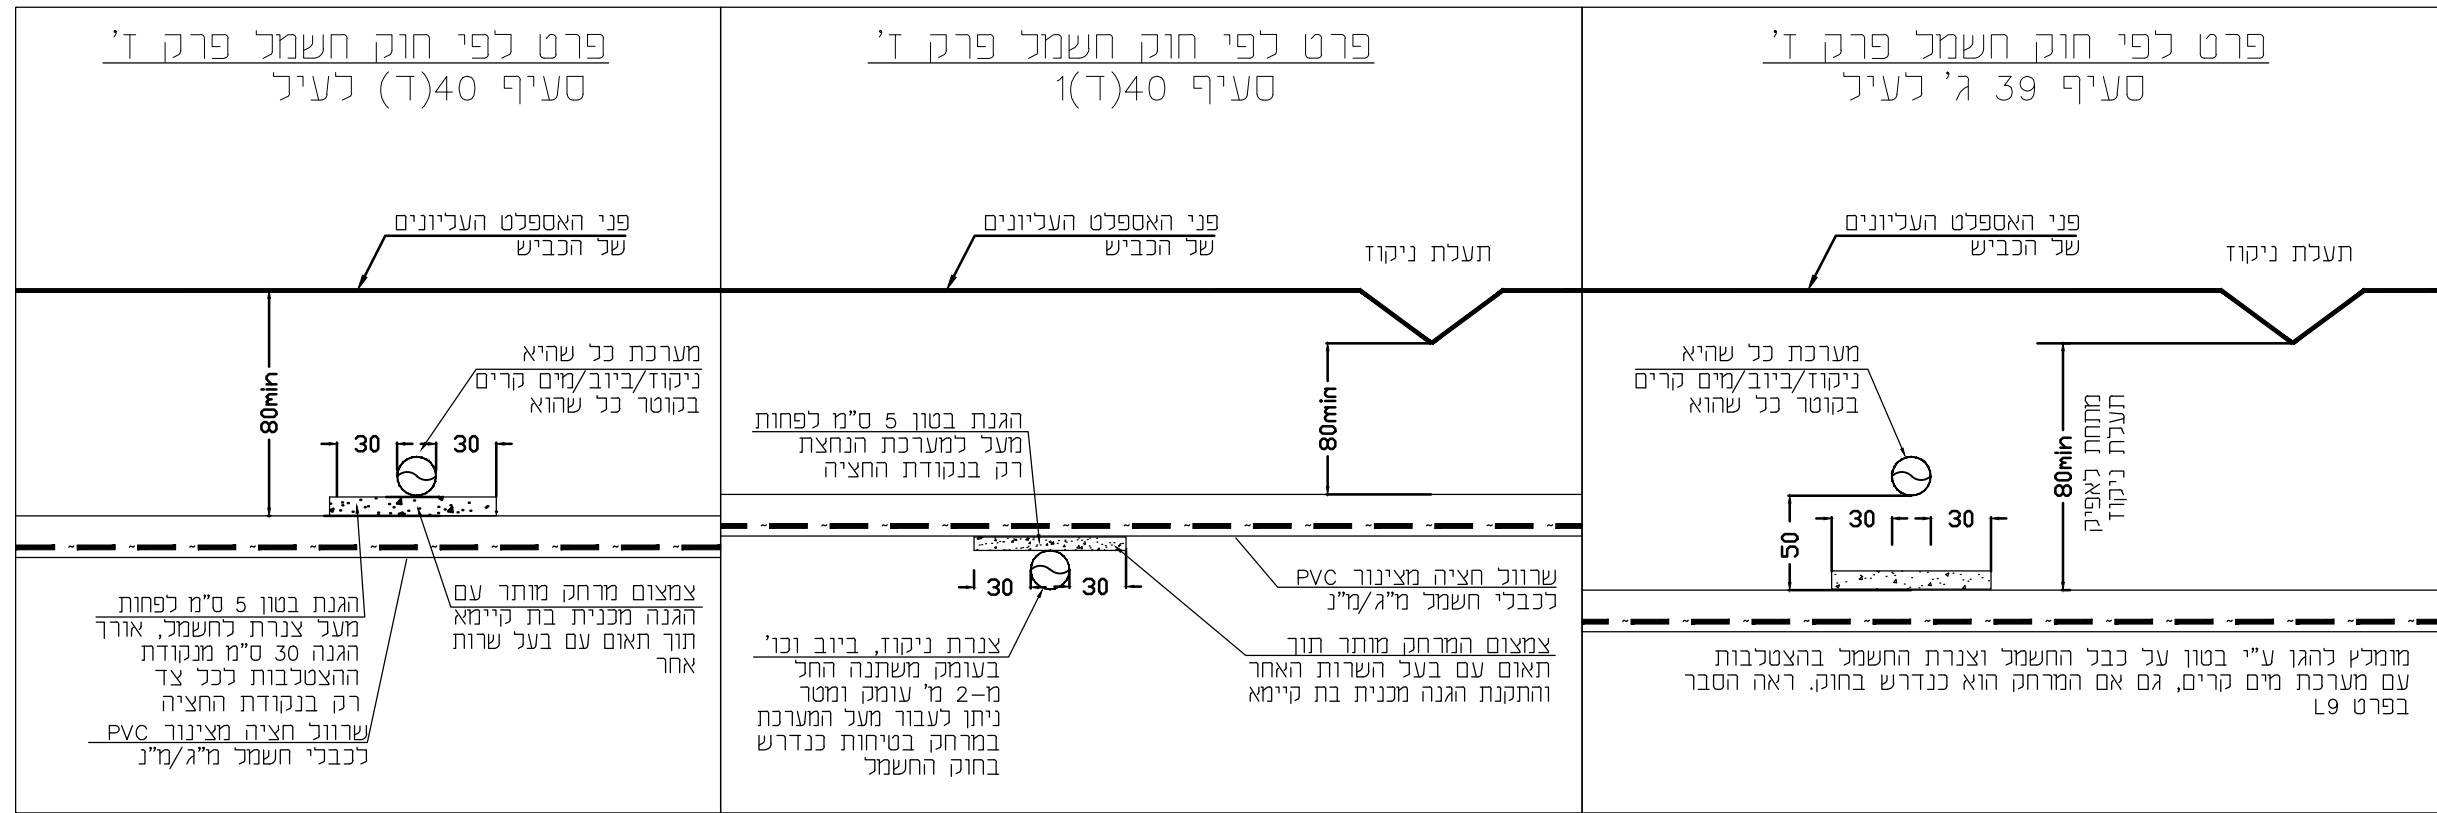 פרט לפי חוק חשמל פרק ז'
סעיף 39 ג' לעיל
פני האספלט העליונים
של הכביש
תעלת ניקוז
מערכת כל שהיא
ניקוז/ביוב/מים קרים
בקוטר כל שהוא
80min
מתחת לאפיק
תעלת ניקוז
50
30
30
מומלץ להגן ע"י בטון על כבל החשמל וצנרת החשמל בהצטלבות
עם מערכת מים קרים, גם אם המרחק הוא כנדרש בחוק. ראה הסבר
בפרט L9
פרט לפי חוק חשמל פרק ז'
סעיף 40(ד)1
פני האספלט העליונים
של הכביש
תעלת ניקוז
80min
הגנת בטון 5 ס"מ לפחות
מעל למערכת הנחצת
רק בנקודת החציה
30
30
שרוול חציה מצינור PVC
לכבלי חשמל מ"ג/מ"נ
צמצום המרחק מותר תוך
תאום עם בעל השרות האחר
והתקנת הגנה מכנית בת קיימא
צנרת ניקוז, ביוב וכו'
בעומק משתנה החל
מ-2 מ' עומק ומטר
ניתן לעבור מעל המערכת
במרחק בטיחות כנדרש
בחוק החשמל
פרט לפי חוק חשמל פרק ז'
סעיף 40(ד) לעיל
פני האספלט העליונים
של הכביש
80min
מערכת כל שהיא
ניקוז/ביוב/מים קרים
בקוטר כל שהוא
30
30
צמצום מרחק מותר עם
הגנה מכנית בת קיימא
תוך תאום עם בעל שרות
אחר
הגנת בטון 5 ס"מ לפחות
מעל צנרת לחשמל, אורך
הגנה 30 ס"מ מנקודת
ההצטלבות לכל צד
רק בנקודת החציה
שרוול חציה מצינור PVC
לכבלי חשמל מ"ג/מ"נ